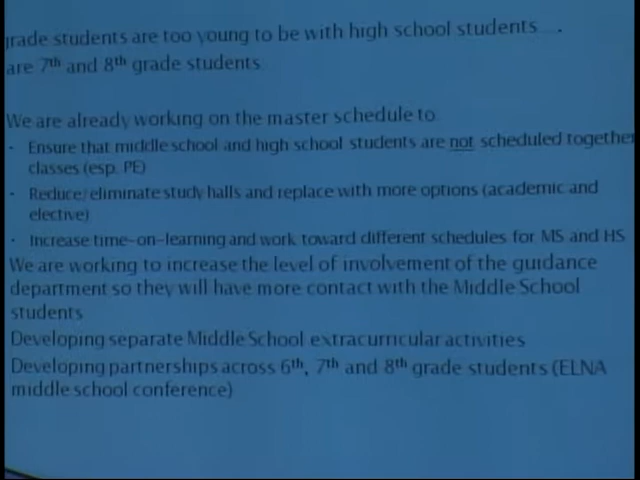 grade students are too young to be with high school students ... .
are 7th and 8th grade students
We are already working on the master schedule to
- Ensure that middle school and high school students are not scheduled together
classes (esp. PE)
- Reduce/eliminate study halls and replace with more options (academic and
elective)
- Increase time-on-learning and work toward different schedules for MS and HS
We are working to increase the level of involvement of the guidance
department so they will have more contact with the Middle School
students
Developing separate Middle School extracurricular activities
Developing partnerships across 6th, 7th and 8th grade students (ELNA
middle school conference)